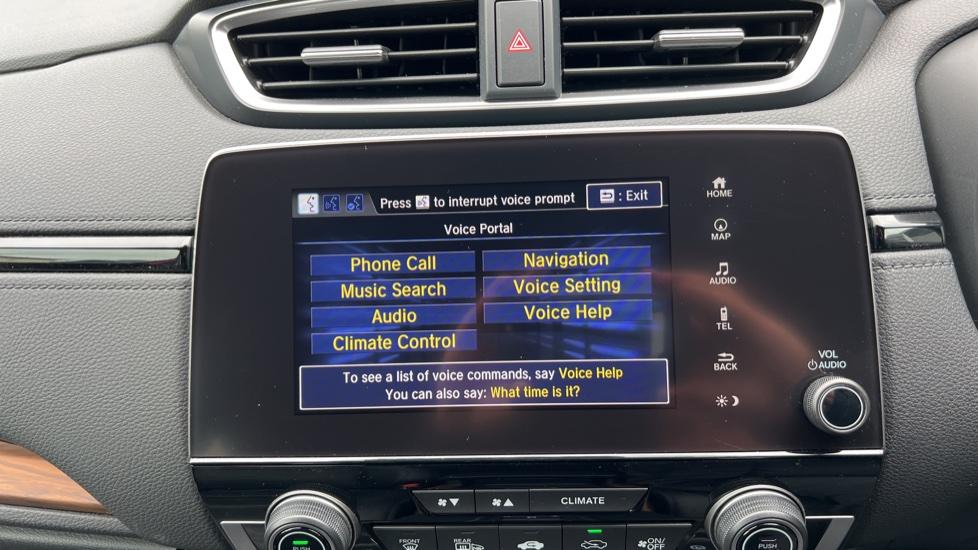 Press to interrupt voice prompt
: Exit
Voice Portal
Phone Call
Navigation
Music Search
Voice Setting
Audio
Voice Help
Climate Control
To see a list of voice commands, say Voice Help
You can also say: What time is it?
HOME
MAP
AUDIO
TEL
BACK
VOL
AUDIO
CLIMATE
FRONT
REAR
ON/
OFF
PUSH
PUSH